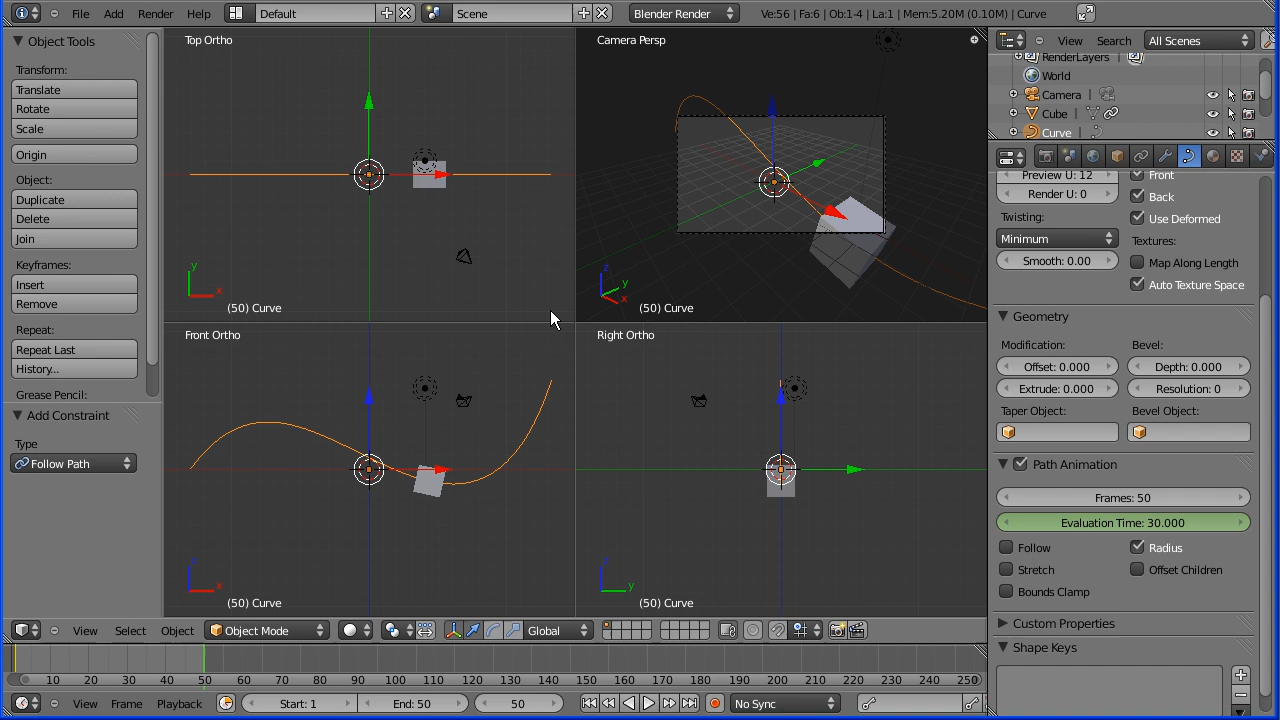 File Add Render Help Default Scene Blender Render Ve:56 | Fa:6 | Ob:1-4 | La:1 | Mem:5.20M (0.10M) | Curve
Object Tools
Transform:
Translate
Rotate
Scale
Origin
Object:
Duplicate
Delete
Join
Keyframes:
Insert
Remove
Repeat:
Repeat Last
History...
Grease Pencil:
Add Constraint
Type
Follow Path
Top Ortho
y
x
(50) Curve
Camera Persp
z
y
x
(50) Curve
Front Ortho
z
x
(50) Curve
Right Ortho
z
y
(50) Curve
View Select Object Object Mode Global
10 20 30 40 50 60 70 80 90 100 110 120 130 140 150 160 170 180 190 200 210 220 230 240 250
View Frame Playback Start: 1 End: 50 50 No Sync
View Search All Scenes
RenderLayers |
World
Camera |
Cube |
Curve |
Preview U: 12
Render U: 0
Twisting:
Minimum
Smooth: 0.00
Front
Back
Use Deformed
Textures:
Map Along Length
Auto Texture Space
Geometry
Modification:
Offset: 0.000
Extrude: 0.000
Bevel:
Depth: 0.000
Resolution: 0
Taper Object:
Bevel Object:
Path Animation
Frames: 50
Evaluation Time: 30.000
Follow
Radius
Stretch
Offset Children
Bounds Clamp
Custom Properties
Shape Keys